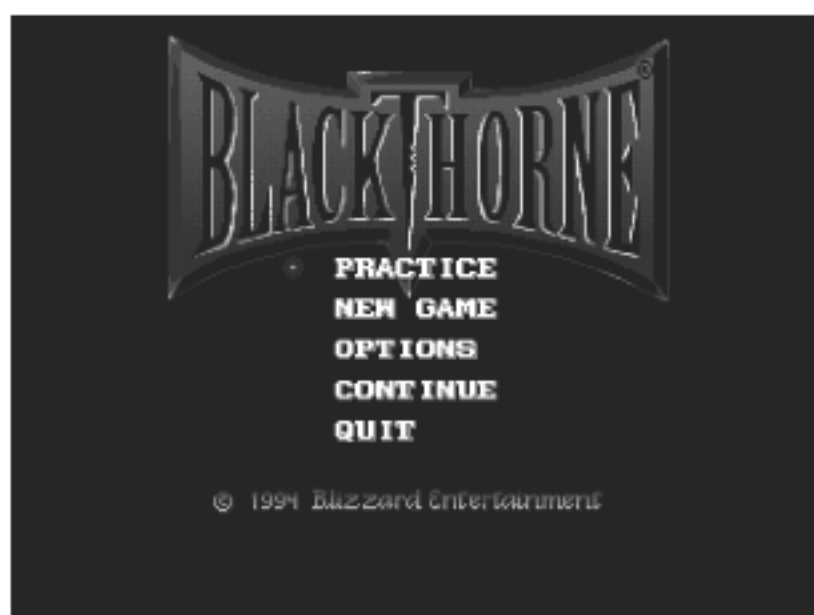 BLACKTHORNE®
PRACTICE
NEW GAME
OPTIONS
CONTINUE
QUIT
© 1994 Blizzard Entertainment